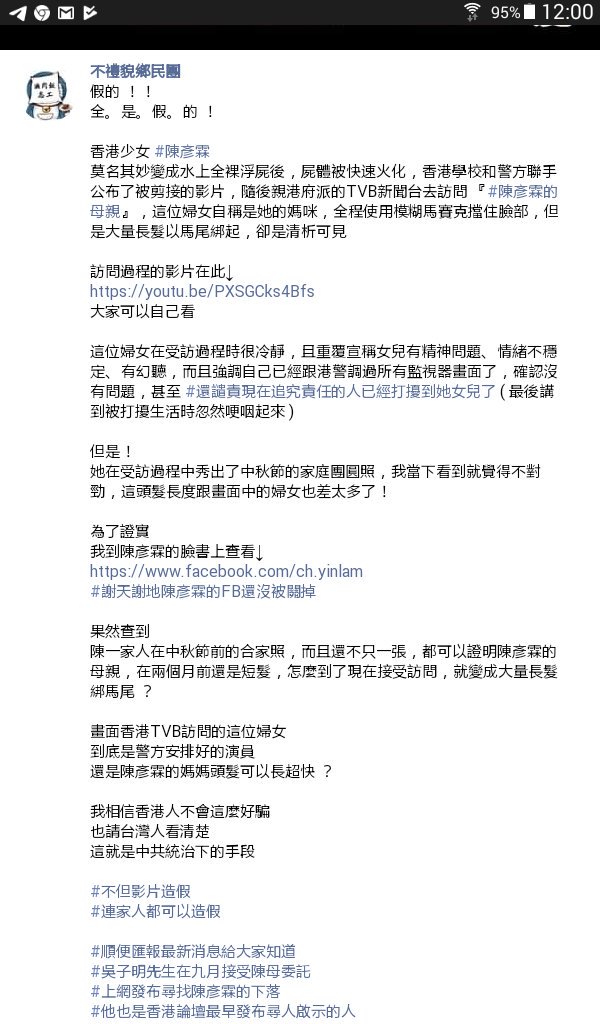 95% 12:00
不禮貌鄉民團
假的 ！！
全。是。假。的 ！
香港少女 #陳彥霖
莫名其妙變成水上全裸浮屍後，屍體被快速火化，香港學校和警方聯手
公布了被剪接的影片，隨後親港府派的TVB新聞台去訪問 『 #陳彥霖的
母親』，這位婦女自稱是她的媽咪，全程使用模糊馬賽克擋住臉部，但
是大量長髮以馬尾綁起，卻是清析可見
訪問過程的影片在此↓
https://youtu.be/PXSGCks4Bfs
大家可以自己看
這位婦女在受訪過程時很冷靜，且重覆宣稱女兒有精神問題、情緒不穩
定、有幻聽，而且強調自己已經跟港警調過所有監視器畫面了，確認沒
有問題，甚至 #還譴責現在追究責任的人已經打擾到她女兒了 ( 最後講
到被打擾生活時忽然哽咽起來 )
但是！
她在受訪過程中秀出了中秋節的家庭團圓照，我當下看到就覺得不對
勁，這頭髮長度跟畫面中的婦女也差太多了！
為了證實
我到陳彥霖的臉書上查看↓
https://www.facebook.com/ch.yinlam
#謝天謝地陳彥霖的FB還沒被關掉
果然查到
陳一家人在中秋節前的合家照，而且還不只一張，都可以證明陳彥霖的
母親，在兩個月前還是短髮，怎麼到了現在接受訪問，就變成大量長髮
綁馬尾 ？
畫面香港TVB訪問的這位婦女
到底是警方安排好的演員
還是陳彥霖的媽媽頭髮可以長超快 ？
我相信香港人不會這麼好騙
也請台灣人看清楚
這就是中共統治下的手段
#不但影片造假
#連家人都可以造假
#順便匯報最新消息給大家知道
#吳子明先生在九月接受陳母委託
#上網發布尋找陳彥霖的下落
#他也是香港論壇最早發布尋人啟示的人